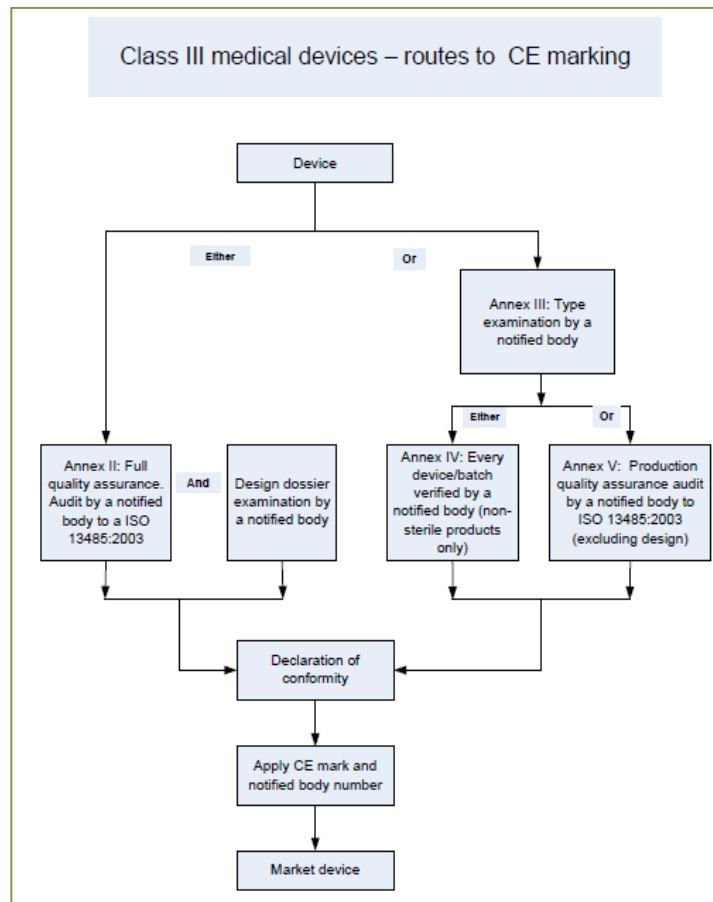 Class III medical devices – routes to CE marking
Device
Either
Or
Annex III: Type
examination by a
notified body
Either
Or
Annex II: Full
quality assurance.
Audit by a notified
body to a ISO
13485:2003
And
Design dossier
examination by
a notified body
Annex IV: Every
device/batch
verified by a
notified body (non-
sterile products
only)
Annex V:  Production
quality assurance audit
by a notified body to
ISO 13485:2003
(excluding design)
Declaration of
conformity
Apply CE mark and
notified body number
Market device